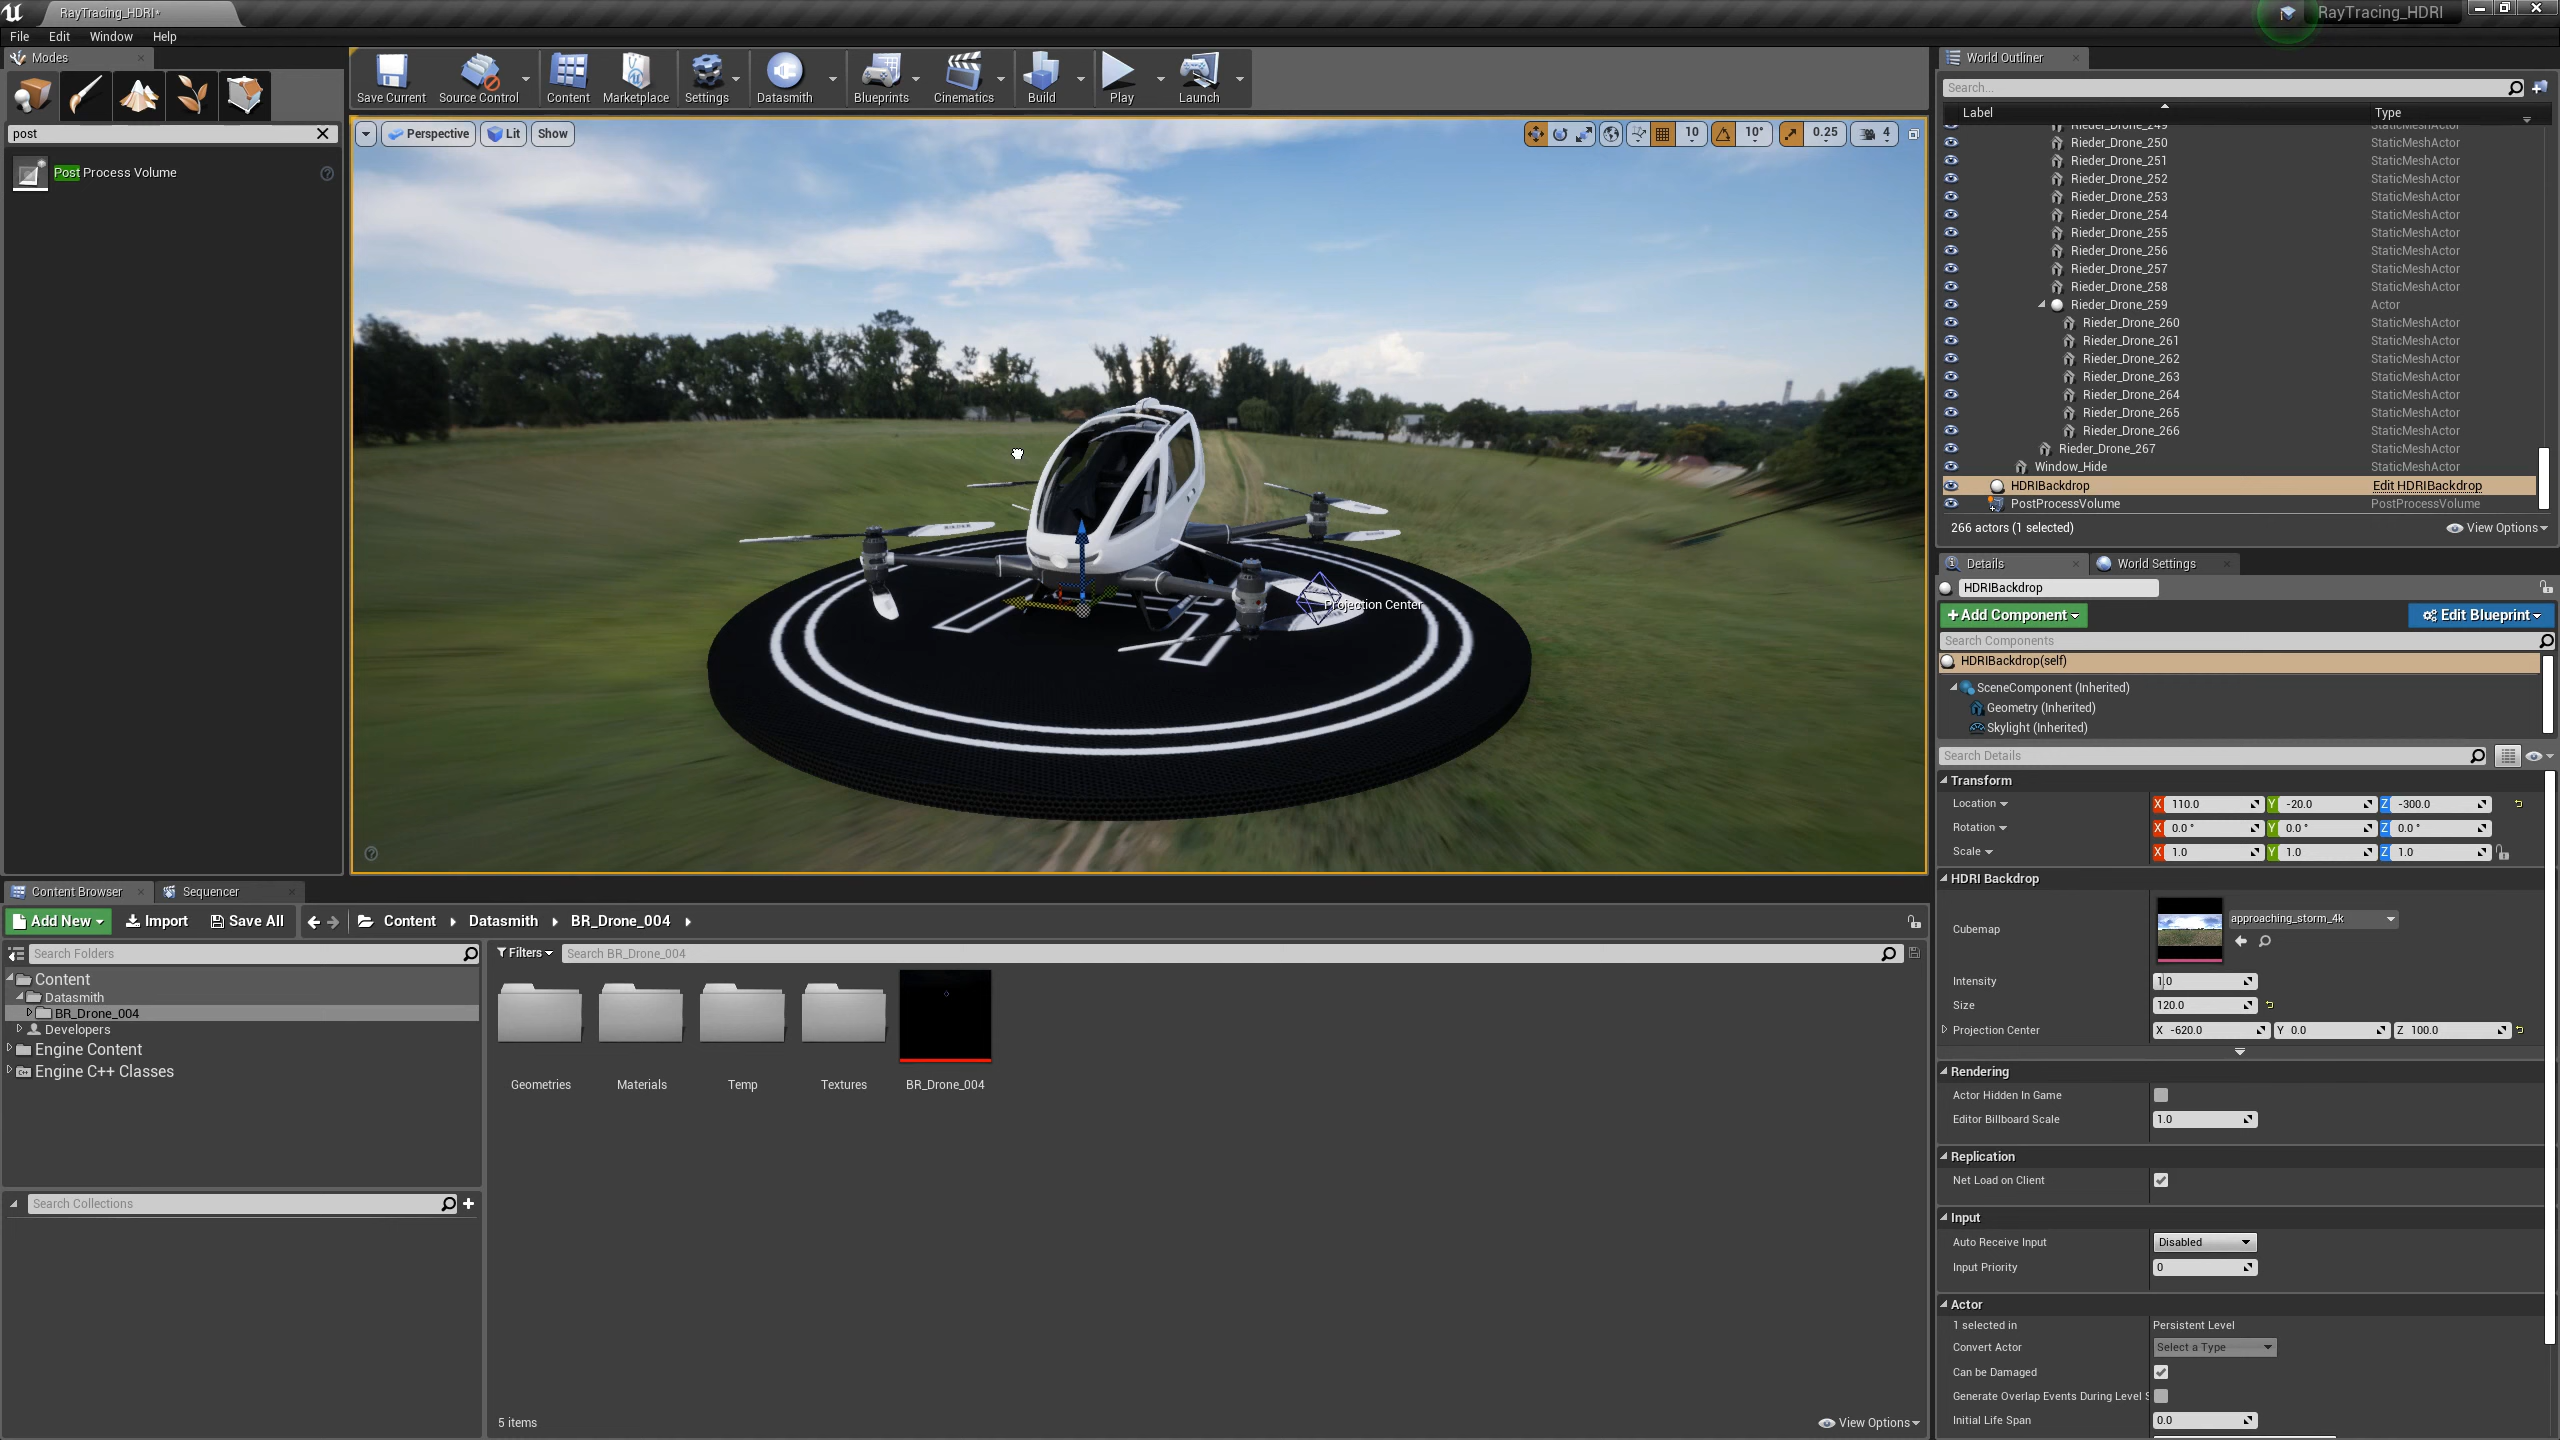 RayTracing_HDRI*
RayTracing_HDRI
File Edit Window Help
Modes
post
Post Process Volume
Save Current Source Control Content Marketplace Settings Datasmith Blueprints Cinematics Build Play Launch
Perspective Lit Show
10 10° 0.25 4
Projection Center
World Outliner
Search...
Label Type
Rieder_Drone_249 StaticMeshActor
Rieder_Drone_250 StaticMeshActor
Rieder_Drone_251 StaticMeshActor
Rieder_Drone_252 StaticMeshActor
Rieder_Drone_253 StaticMeshActor
Rieder_Drone_254 StaticMeshActor
Rieder_Drone_255 StaticMeshActor
Rieder_Drone_256 StaticMeshActor
Rieder_Drone_257 StaticMeshActor
Rieder_Drone_258 StaticMeshActor
Rieder_Drone_259 Actor
Rieder_Drone_260 StaticMeshActor
Rieder_Drone_261 StaticMeshActor
Rieder_Drone_262 StaticMeshActor
Rieder_Drone_263 StaticMeshActor
Rieder_Drone_264 StaticMeshActor
Rieder_Drone_265 StaticMeshActor
Rieder_Drone_266 StaticMeshActor
Rieder_Drone_267 StaticMeshActor
Window_Hide StaticMeshActor
HDRIBackdrop Edit HDRIBackdrop
PostProcessVolume PostProcessVolume
266 actors (1 selected) View Options
Details World Settings
HDRIBackdrop
+Add Component Edit Blueprint
Search Components
HDRIBackdrop(self)
SceneComponent (Inherited)
Geometry (Inherited)
Skylight (Inherited)
Search Details
Transform
Location X 110.0 Y -20.0 Z -300.0
Rotation X 0.0 ° Y 0.0 ° Z 0.0 °
Scale X 1.0 Y 1.0 Z 1.0
HDRI Backdrop
Cubemap approaching_storm_4k
Intensity 1.0
Size 120.0
Projection Center X -620.0 Y 0.0 Z 100.0
Rendering
Actor Hidden In Game
Editor Billboard Scale 1.0
Replication
Net Load on Client
Input
Auto Receive Input Disabled
Input Priority 0
Actor
1 selected in Persistent Level
Convert Actor Select a Type
Can be Damaged
Generate Overlap Events During Level S
Initial Life Span 0.0
Content Browser Sequencer
Add New Import Save All Content Datasmith BR_Drone_004
Search Folders
Filters Search BR_Drone_004
Content
Datasmith
BR_Drone_004
Developers
Engine Content
Engine C++ Classes
Search Collections
Geometries Materials Temp Textures BR_Drone_004
5 items View Options